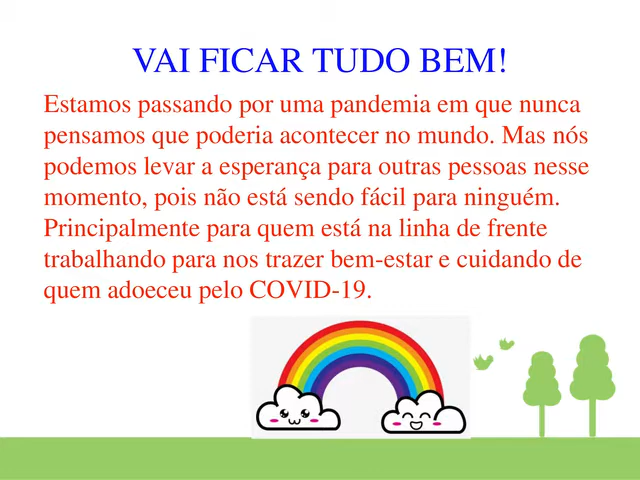 VAI FICAR TUDO BEM!
Estamos passando por uma pandemia em que nunca
pensamos que poderia acontecer no mundo. Mas nós
podemos levar a esperança para outras pessoas nesse
momento, pois não está sendo fácil para ninguém.
Principalmente para quem está na linha de frente
trabalhando para nos trazer bem-estar e cuidando de
quem adoeceu pelo COVID-19.